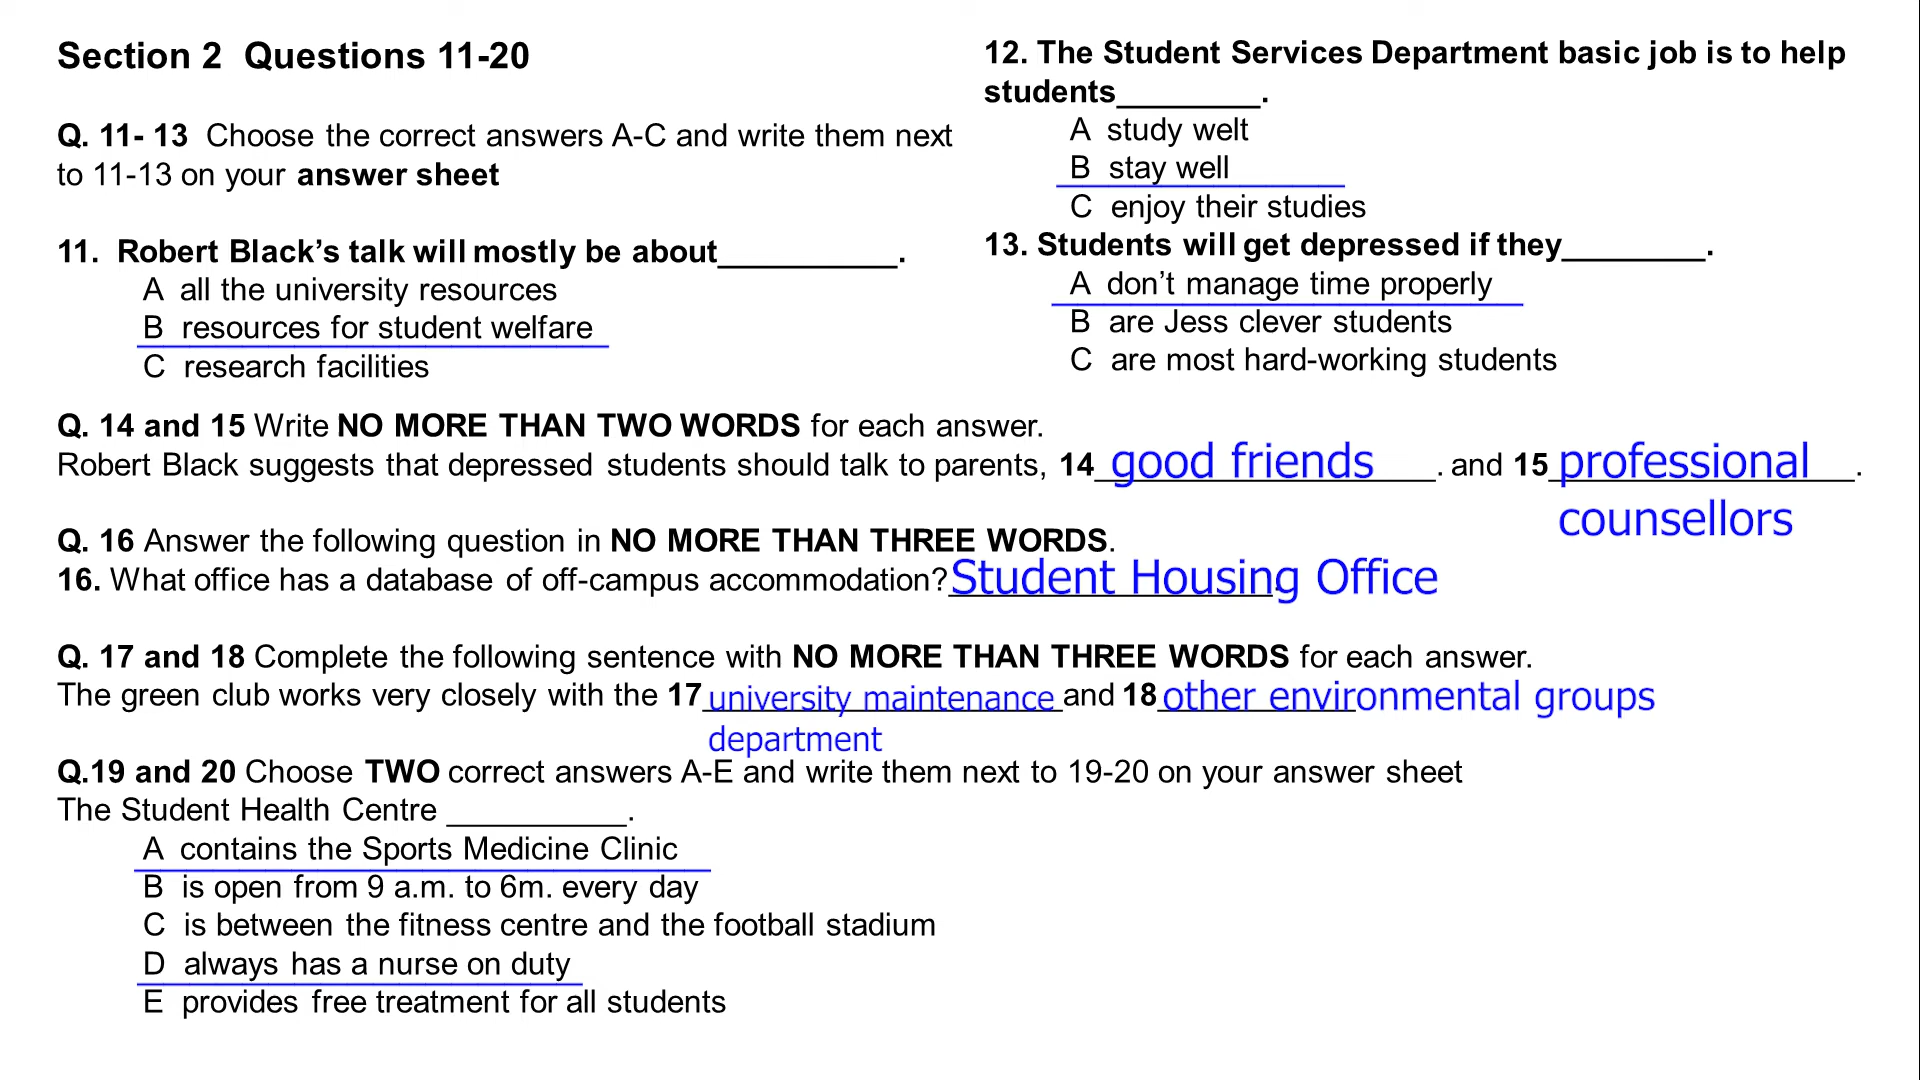 Section 2  Questions 11-20
Q. 11- 13  Choose the correct answers A-C and write them next
to 11-13 on your answer sheet
11.  Robert Black’s talk will mostly be about__________.
A  all the university resources
B  resources for student welfare
C  research facilities
12. The Student Services Department basic job is to help
students________.
A  study welt
B  stay well
C  enjoy their studies
13. Students will get depressed if they________.
A  don’t manage time properly
B  are Jess clever students
C  are most hard-working students
Q. 14 and 15 Write NO MORE THAN TWO WORDS for each answer.
Robert Black suggests that depressed students should talk to parents, 14 good friends. and 15 professional.
counsellors
Q. 16 Answer the following question in NO MORE THAN THREE WORDS.
16. What office has a database of off-campus accommodation? Student Housing Office
Q. 17 and 18 Complete the following sentence with NO MORE THAN THREE WORDS for each answer.
The green club works very closely with the 17 university maintenance and 18 other environmental groups
department
Q.19 and 20 Choose TWO correct answers A-E and write them next to 19-20 on your answer sheet
The Student Health Centre __________.
A  contains the Sports Medicine Clinic
B  is open from 9 a.m. to 6m. every day
C  is between the fitness centre and the football stadium
D  always has a nurse on duty
E  provides free treatment for all students